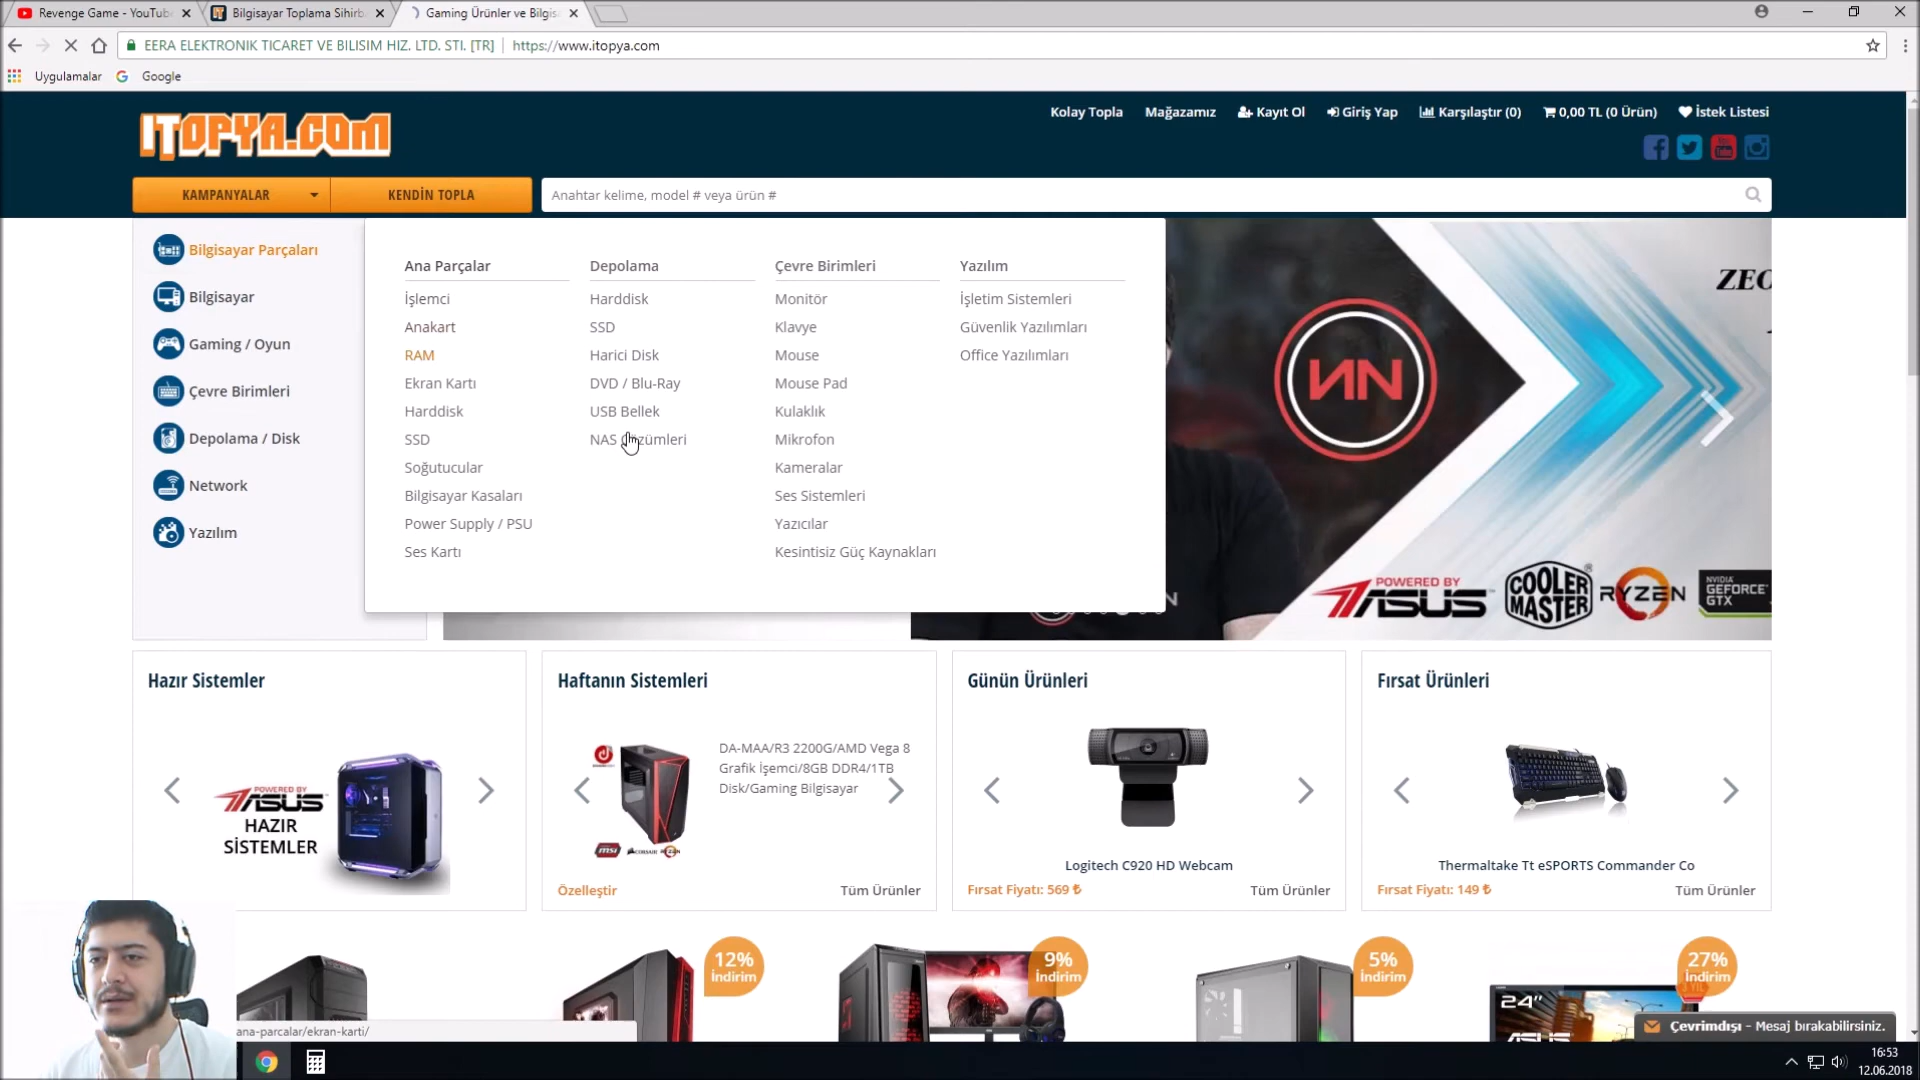 Revenge Game - YouTub
Bilgisayar Toplama Sihirb
Gaming Ürünler ve Bilgis
EERA ELEKTRONIK TICARET VE BILISIM HIZ. LTD. STI. [TR]
https://www.itopya.com
Uygulamalar
Google
ITOPYA.COM
Kolay Topla
Mağazamız
Kayıt Ol
Giriş Yap
Karşılaştır (0)
0,00 TL (0 Ürün)
İstek Listesi
KAMPANYALAR
KENDİN TOPLA
Anahtar kelime, model # veya ürün #
Bilgisayar Parçaları
Bilgisayar
Gaming / Oyun
Çevre Birimleri
Depolama / Disk
Network
Yazılım
Ana Parçalar
İşlemci
Anakart
RAM
Ekran Kartı
Harddisk
SSD
Soğutucular
Bilgisayar Kasaları
Power Supply / PSU
Ses Kartı
Depolama
Harddisk
SSD
Harici Disk
DVD / Blu-Ray
USB Bellek
NAS Çözümleri
Çevre Birimleri
Monitör
Klavye
Mouse
Mouse Pad
Kulaklık
Mikrofon
Kameralar
Ses Sistemleri
Yazıcılar
Kesintisiz Güç Kaynakları
Yazılım
İşletim Sistemleri
Güvenlik Yazılımları
Office Yazılımları
ZEO
POWERED BY
ASUS
COOLER
MASTER
RYZEN
NVIDIA
GEFORCE
GTX
Hazır Sistemler
POWERED BY
ASUS
HAZIR
SİSTEMLER
Haftanın Sistemleri
DA-MAA/R3 2200G/AMD Vega 8
Grafik İşemci/8GB DDR4/1TB
Disk/Gaming Bilgisayar
msi
CORSAIR
RYZEN
Özelleştir
Tüm Ürünler
Günün Ürünleri
Logitech C920 HD Webcam
Fırsat Fiyatı: 569 ₺
Tüm Ürünler
Fırsat Ürünleri
Thermaltake Tt eSPORTS Commander Co
Fırsat Fiyatı: 149 ₺
Tüm Ürünler
12%
İndirim
9%
İndirim
5%
İndirim
27%
İndirim
3 YIL
24"
ASUS
ana-parcalar/ekran-karti/
Çevrimdışı - Mesaj bırakabilirsiniz.
16:53
12.06.2018